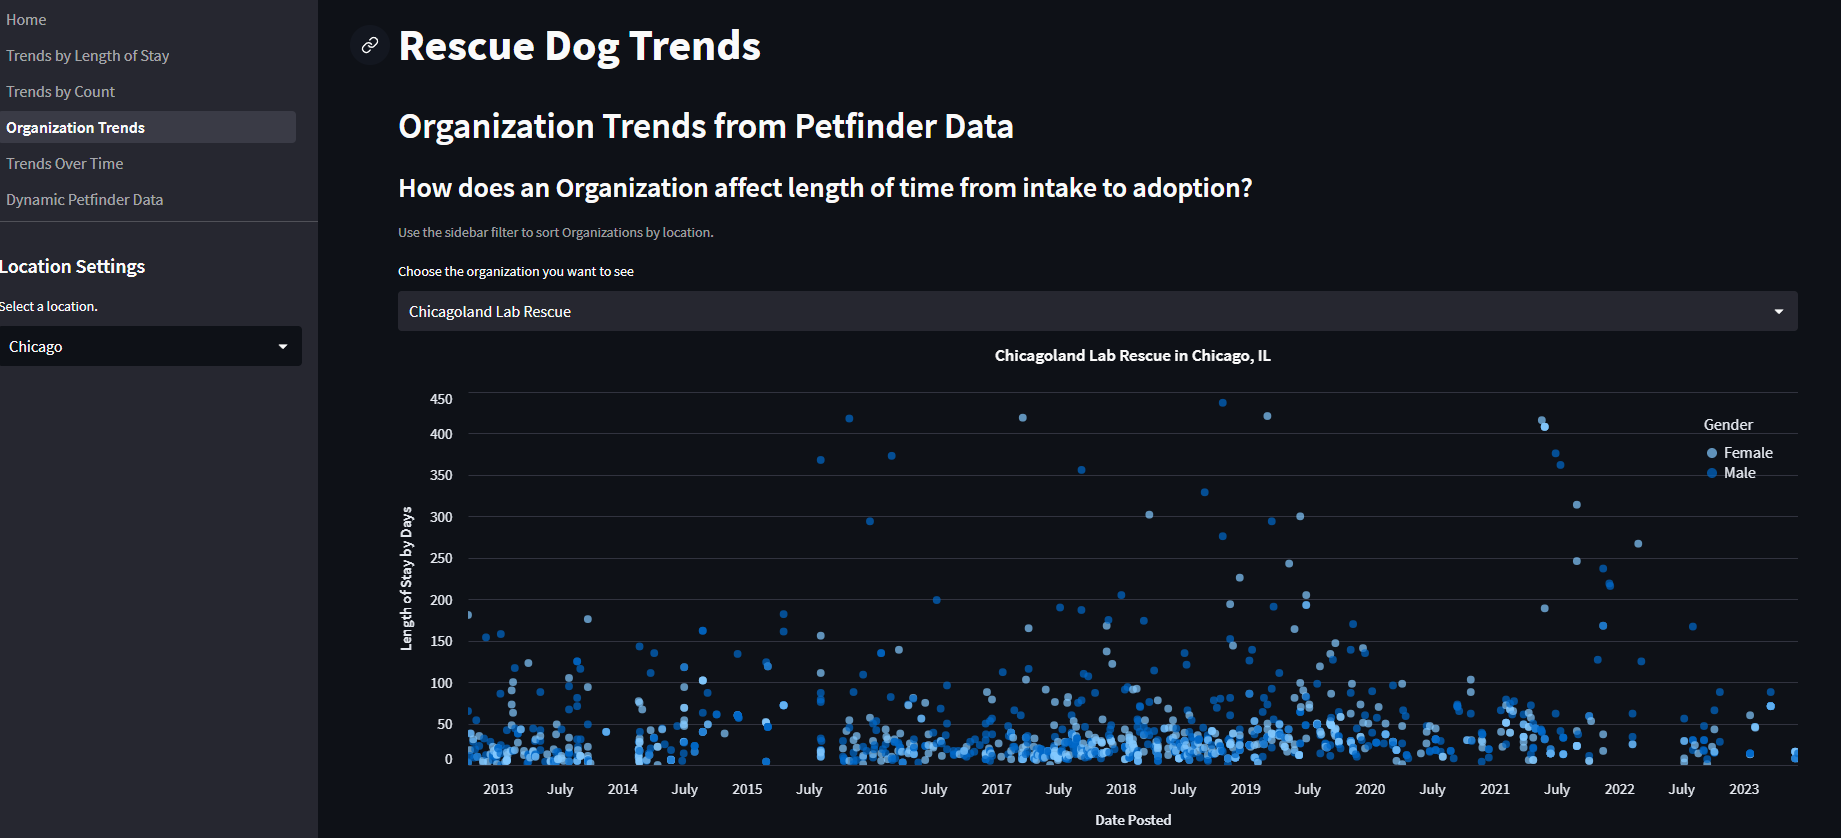 Home
Trends by Length of Stay
Trends by Count
Organization Trends
Trends Over Time
Dynamic Petfinder Data
Location Settings
Select a location.
Chicago
Rescue Dog Trends
Organization Trends from Petfinder Data
How does an Organization affect length of time from intake to adoption?
Use the sidebar filter to sort Organizations by location.
Choose the organization you want to see
Chicagoland Lab Rescue
Chicagoland Lab Rescue in Chicago, IL
Length of Stay by Days
450
400
350
300
250
200
150
100
50
0
Gender
Female
Male
2013 July 2014 July 2015 July 2016 July 2017 July 2018 July 2019 July 2020 July 2021 July 2022 July 2023
Date Posted